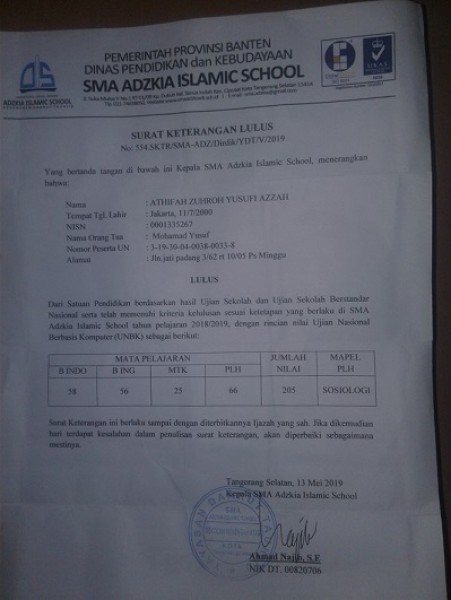 PEMERINTAH PROVINSI BANTEN
DINAS PENDIDIKAN dan KEBUDAYAAN
SMA ADZKIA ISLAMIC SCHOOL
ADZKIA ISLAMIC SCHOOL
UKAS
SURAT KETERANGAN LULUS
No: 354.SKTR/SMA-ADZ/Dirdik/YDT/V/2019
Yang bertanda tangan di bawah ini Kepala SMA Adzkia Islamic School, menerangkan
bahwa:
Nama : ATHIFAH ZUHROH YUSUFI AZZAH
Tempat Tgl. Lahir : Jakarta, 11/7/2000
NISN : 0001335267
Nama Orang Tua : Mohamad Yusuf
Nomor Peserta UN : 3-19-30-04-0038-0033-8
Alamat : Jln.jati padang 3/62 rt 10/05 Ps Minggu
LULUS
Dari Satuan Pendidikan berdasarkan hasil Ujian Sekolah dan Ujian Sekolah Berstandar
Nasional serta telah memenuhi kriteria kelulusan sesuai ketetapan yang berlaku di SMA
Adzkia Islamic School tahun pelajaran 2018/2019, dengan rincian nilai Ujian Nasional
Berbasis Komputer (UNBK) sebagai berikut:
MATA PELAJARAN JUMLAH NILAI MAPEL PLH
B INDO B ING MTK PLH
58 56 25 66 205 SOSIOLOGI
Surat Keterangan ini berlaku sampai dengan diterbitkannya Ijazah yang sah. Jika dikemudian
hari terdapat kesalahan dalam penulisan surat keterangan, akan diperbaiki sebagaimana
mestinya.
Tangerang Selatan, 13 Mei 2019
Kepala SMA Adzkia Islamic School
Ahmad Najib, S.E
NIK DT. 00820706